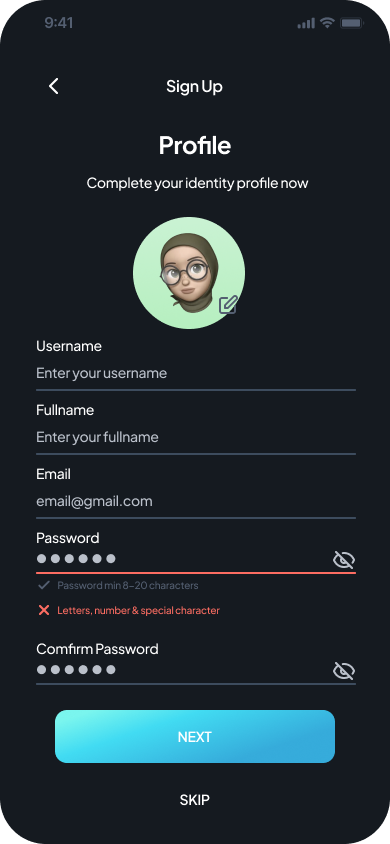 9:41
Sign Up
Profile
Complete your identity profile now
Username
Enter your username
Fullname
Enter your fullname
Email
email@gmail.com
Password
Password min 8-20 characters
Letters, number & special character
Comfirm Password
NEXT
SKIP